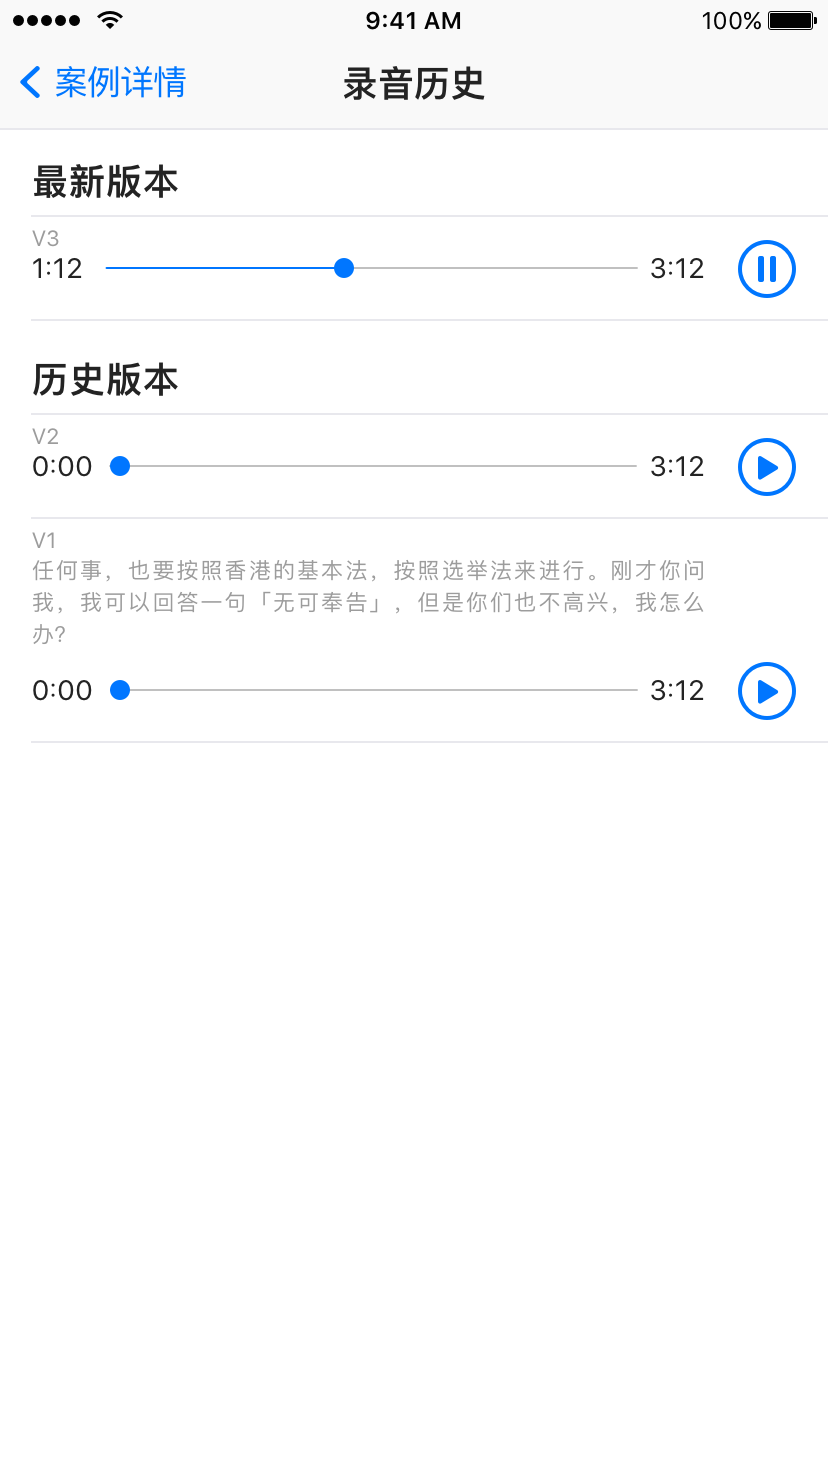 9:41 AM
100%
案例详情
录音历史
最新版本
V3
1:12
3:12
历史版本
V2
0:00
3:12
V1
任何事，也要按照香港的基本法，按照选举法来进行。刚才你问
我，我可以回答一句「无可奉告」，但是你们也不高兴，我怎么
办?
0:00
3:12